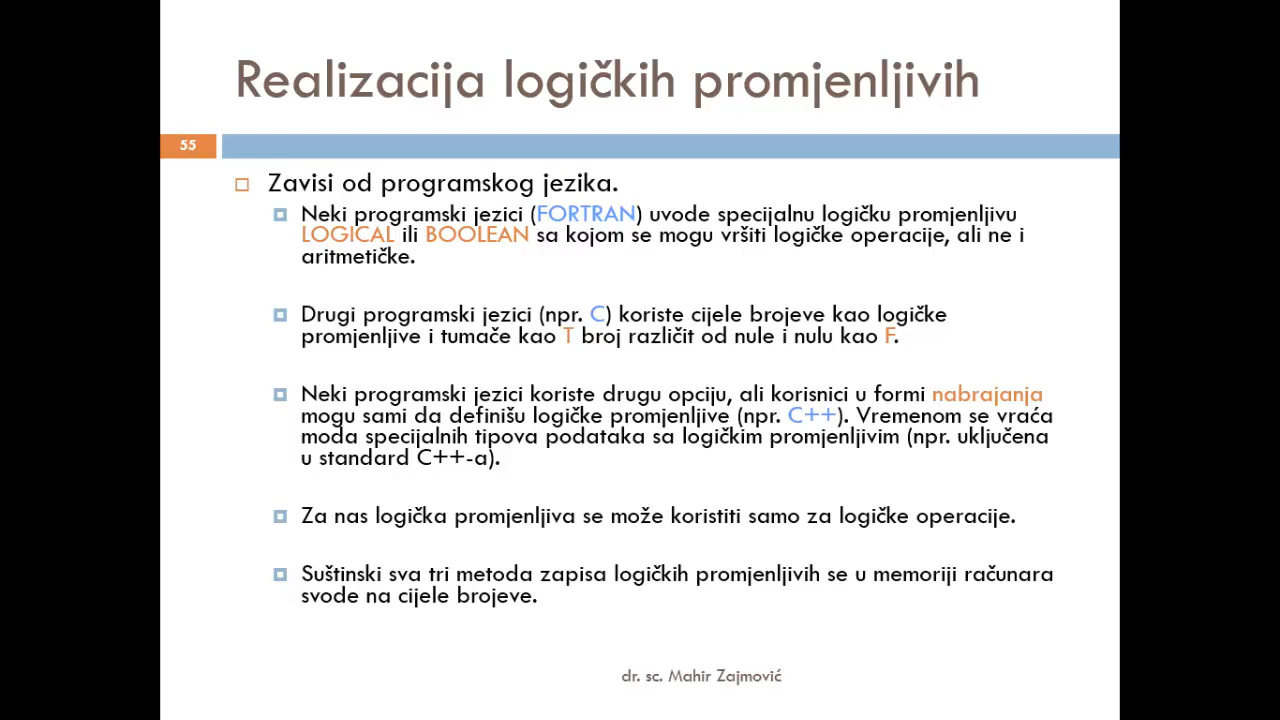 Realizacija logičkih promjenljivih
55
Zavisi od programskog jezika.
Neki programski jezici (FORTRAN) uvode specijalnu logičku promjenljivu
LOGICAL ili BOOLEAN sa kojom se mogu vršiti logičke operacije, ali ne i
aritmetičke.
Drugi programski jezici (npr. C) koriste cijele brojeve kao logičke
promjenljive i tumače kao T broj različit od nule i nulu kao F.
Neki programski jezici koriste drugu opciju, ali korisnici u formi nabrajanja
mogu sami da definišu logičke promjenljive (npr. C++). Vremenom se vraća
moda specijalnih tipova podataka sa logičkim promjenljivim (npr. uključena
u standard C++-a).
Za nas logička promjenljiva se može koristiti samo za logičke operacije.
Suštinski sva tri metoda zapisa logičkih promjenljivih se u memoriji računara
svode na cijele brojeve.
dr. sc. Mahir Zajmović